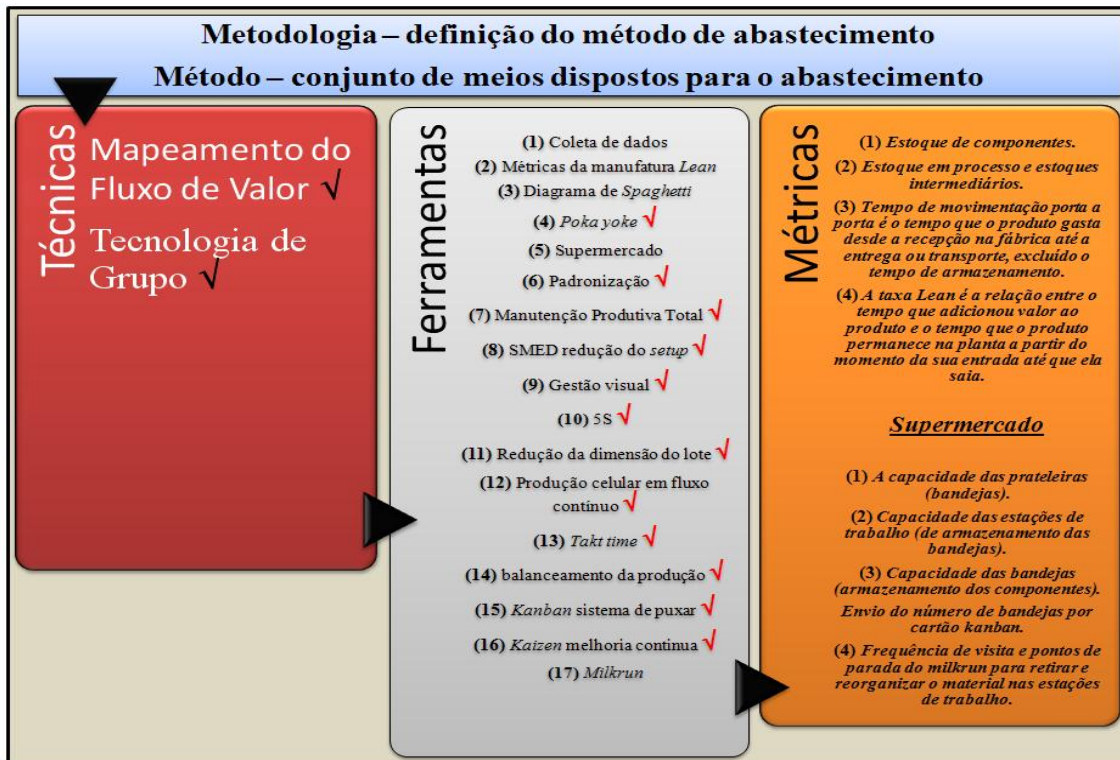 Metodologia – definição do método de abastecimento
Método – conjunto de meios dispostos para o abastecimento
Técnicas
Mapeamento do
Fluxo de Valor √
Tecnologia de
Grupo √
Ferramentas
(1) Coleta de dados
(2) Métricas da manufatura Lean
(3) Diagrama de Spaghetti
(4) Poka yoke √
(5) Supermercado
(6) Padronização √
(7) Manutenção Produtiva Total √
(8) SMED redução do setup √
(9) Gestão visual √
(10) 5S √
(11) Redução da dimensão do lote √
(12) Produção celular em fluxo
contínuo √
(13) Takt time √
(14) balanceamento da produção √
(15) Kanban sistema de puxar √
(16) Kaizen melhoria continua √
(17) Milkrun
Métricas
(1) Estoque de componentes.
(2) Estoque em processo e estoques
intermediários.
(3) Tempo de movimentação porta a
porta é o tempo que o produto gasta
desde a recepção na fábrica até a
entrega ou transporte, excluído o
tempo de armazenamento.
(4) A taxa Lean é a relação entre o
tempo que adicionou valor ao
produto e o tempo que o produto
permanece na planta a partir do
momento da sua entrada até que ela
saia.
Supermercado
(1) A capacidade das prateleiras
(bandejas).
(2) Capacidade das estações de
trabalho (de armazenamento das
bandejas).
(3) Capacidade das bandejas
(armazenamento dos componentes).
Envio do número de bandejas por
cartão kanban.
(4) Frequência de visita e pontos de
parada do milkrun para retirar e
reorganizar o material nas estações
de trabalho.